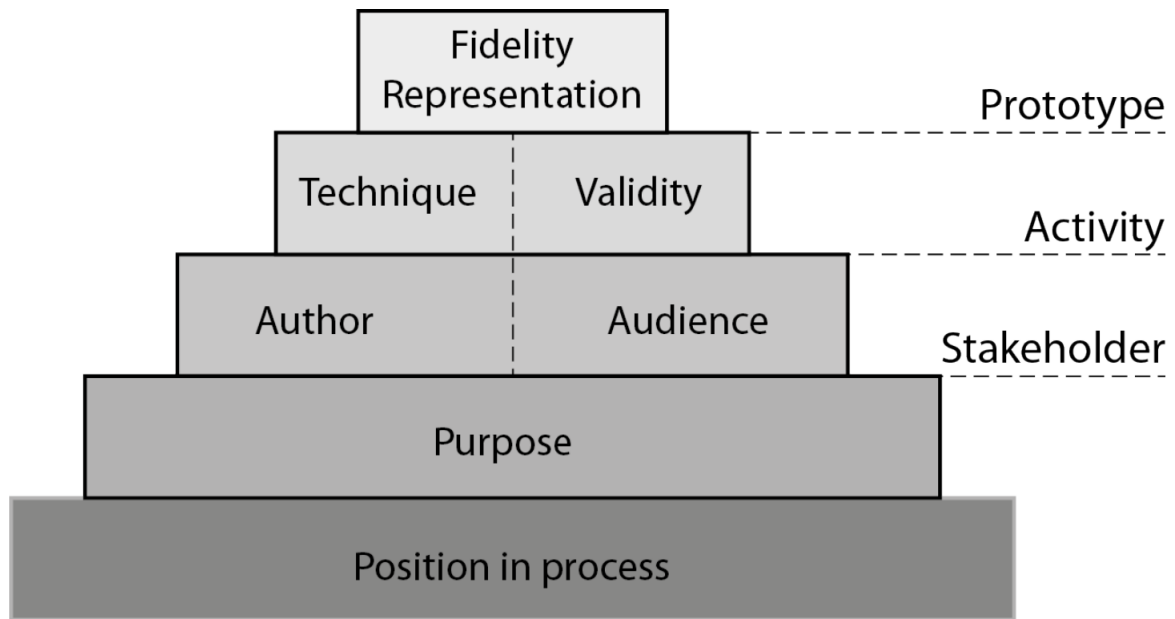 Fidelity
Representation
Prototype
Technique
Validity
Activity
Author
Audience
Stakeholder
Purpose
Position in process